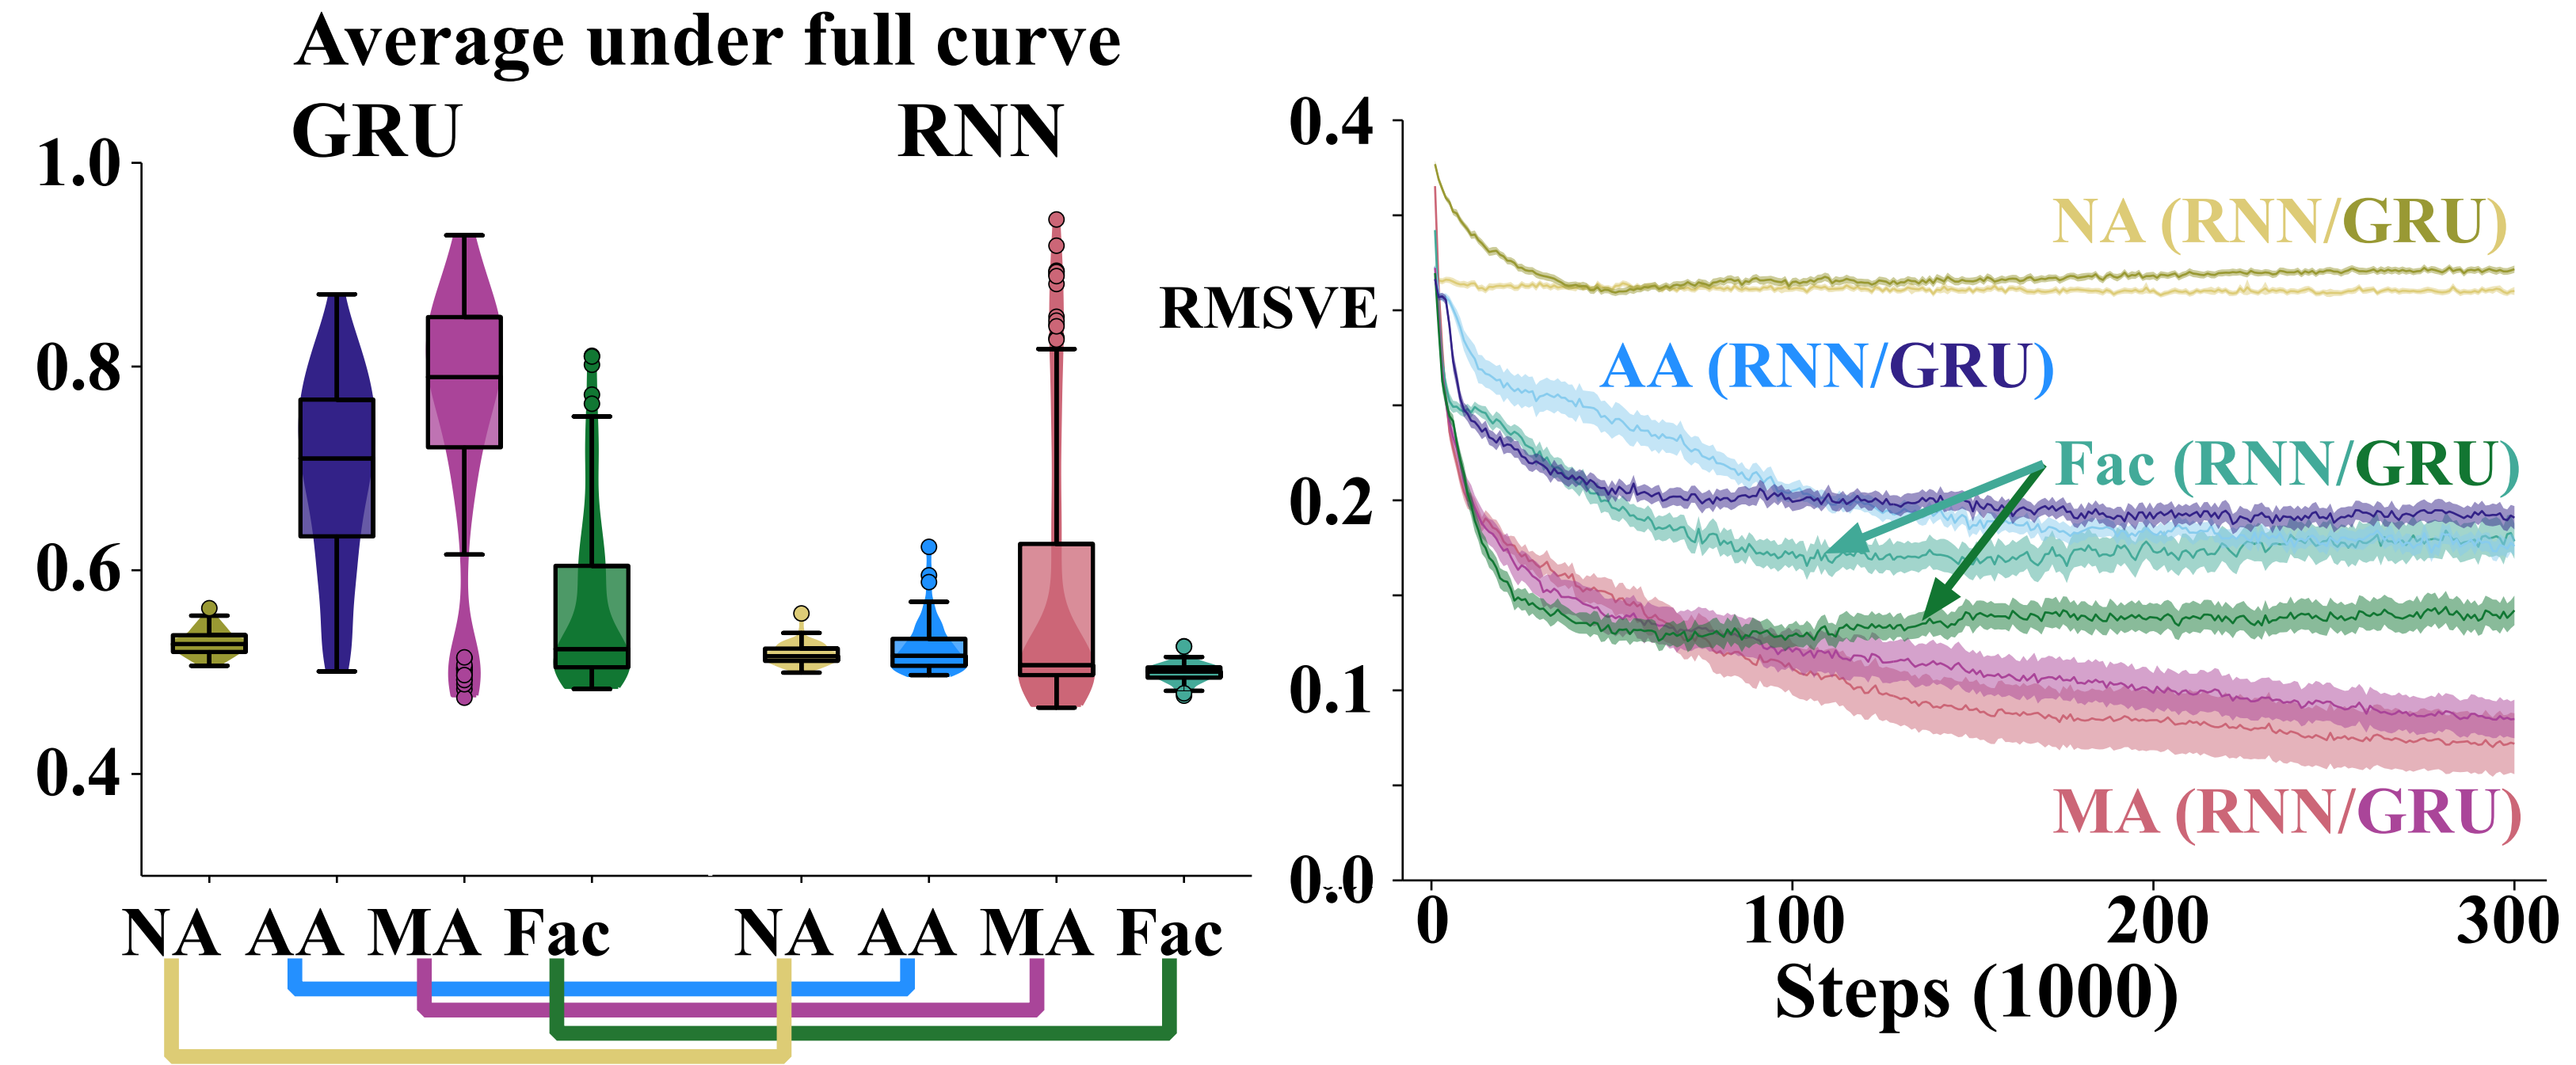 Average under full curve
GRU
RNN
1.0
0.8
0.6
0.4
NA AA MA Fac
NA AA MA Fac
0.4
RMSVE
0.2
0.1
0.0
NA (RNN/GRU)
AA (RNN/GRU)
Fac (RNN/GRU)
MA (RNN/GRU)
0 100 200 300
Steps (1000)